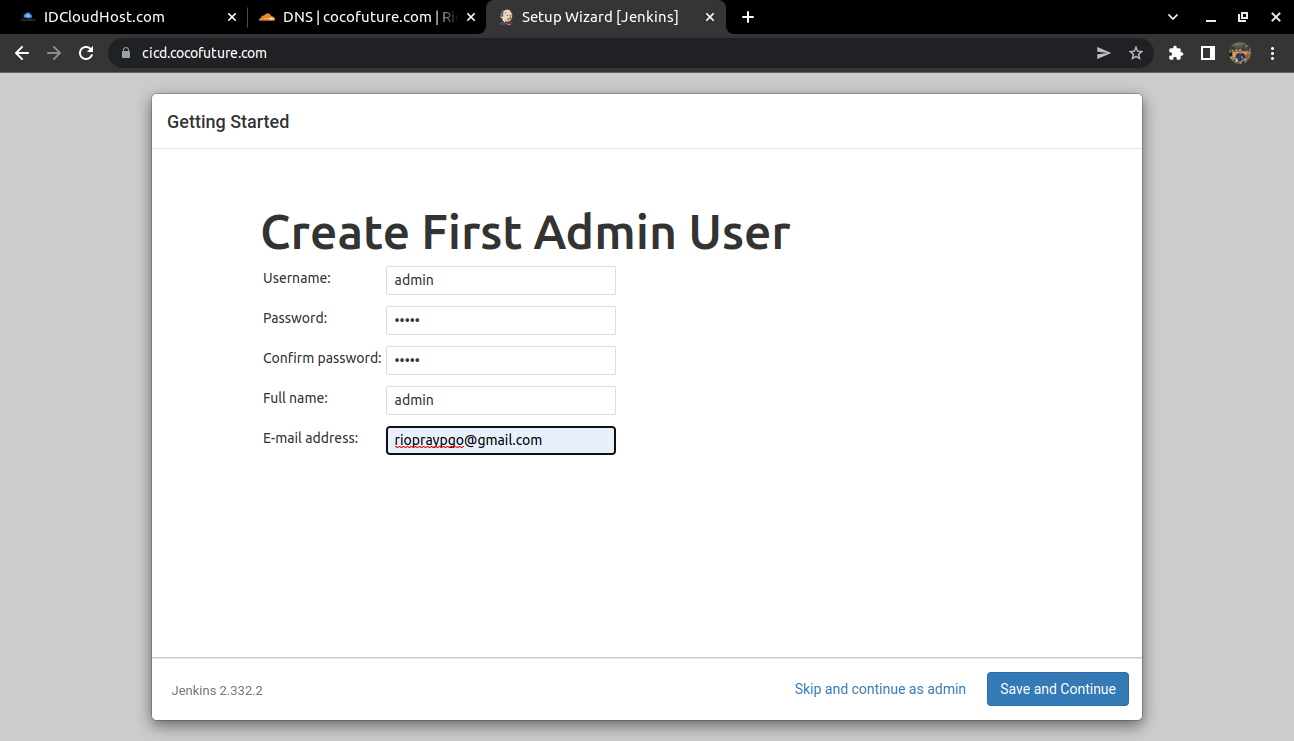 IDCloudHost.com
DNS | cocofuture.com | Ri
Setup Wizard [Jenkins]
cicd.cocofuture.com
Getting Started
Create First Admin User
Username: admin
Password: •••••
Confirm password: •••••
Full name: admin
E-mail address: riopraypgo@gmail.com
Jenkins 2.332.2
Skip and continue as admin
Save and Continue